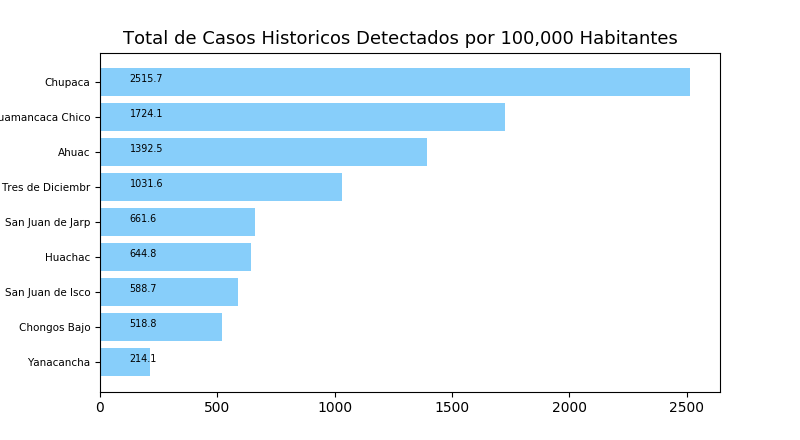 Total de Casos Historicos Detectados por 100,000 Habitantes
Chupaca 2515.7
uamancaca Chico 1724.1
Ahuac 1392.5
Tres de Diciembr 1031.6
San Juan de Jarp 661.6
Huachac 644.8
San Juan de Isco 588.7
Chongos Bajo 518.8
Yanacancha 214.1
0 500 1000 1500 2000 2500